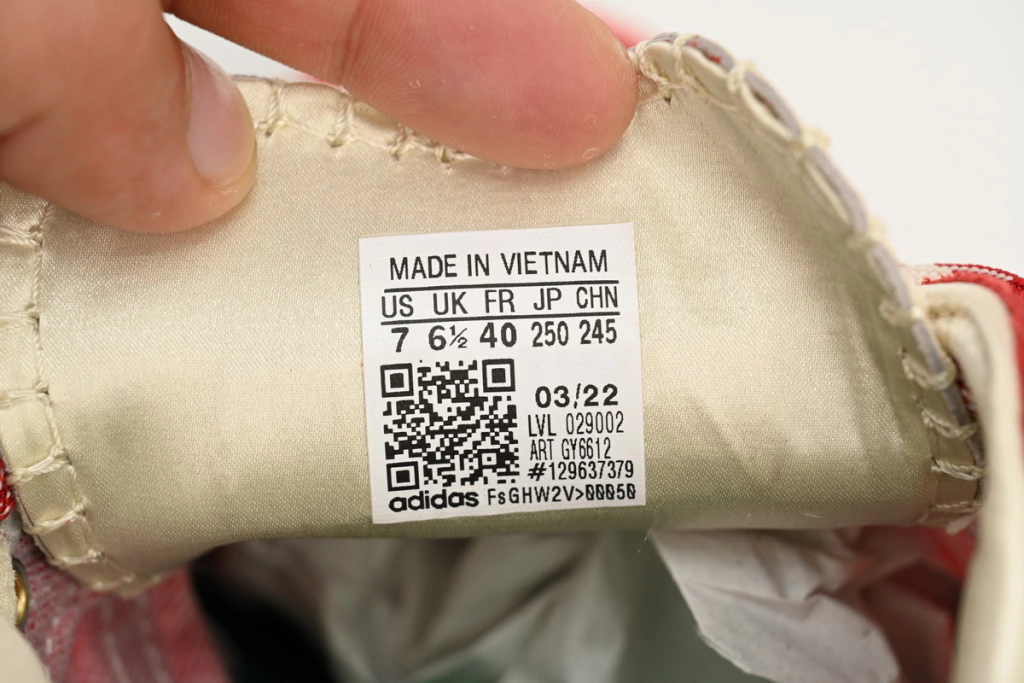 MADE IN VIETNAM
US UK FR JP CHN
7 6½ 40 250 245
03/22
LVL 029002
ART GY6612
#129637379
adidas FsGHW2V>00050